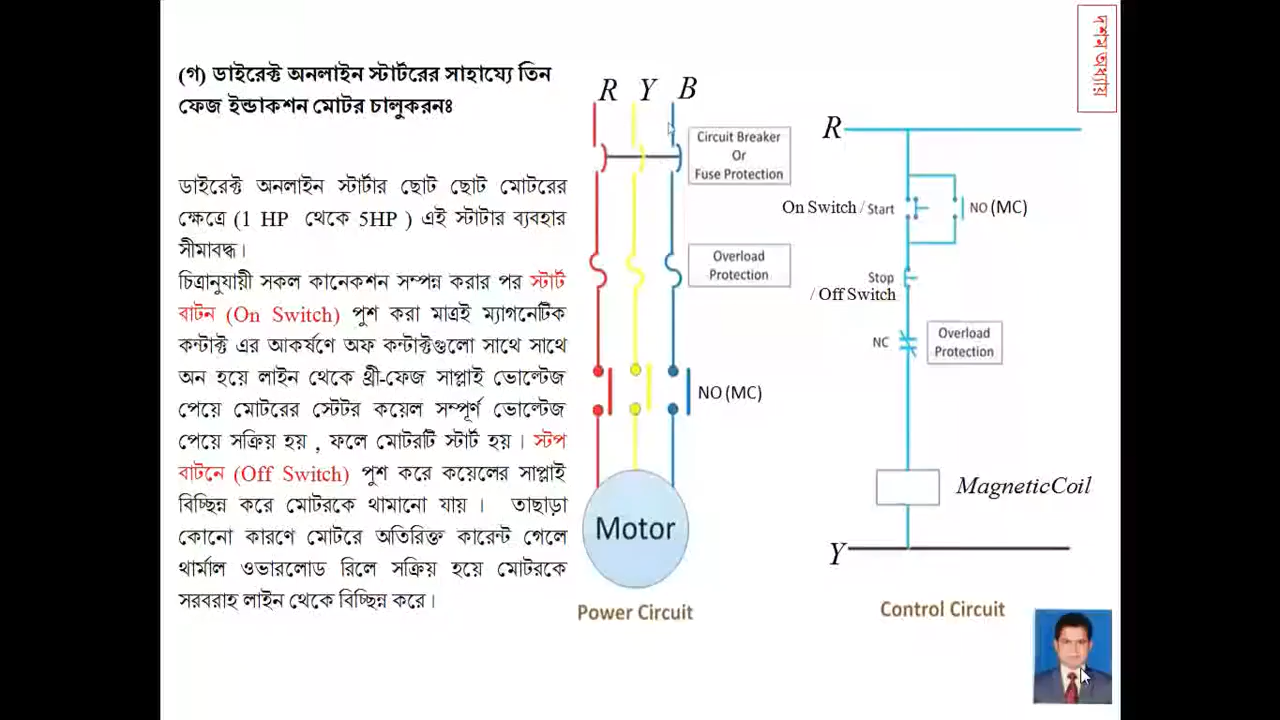 দশম অধ্যায়
(গ) ডাইরেক্ট অনলাইন স্টার্টরের সাহায্যে তিন
ফেজ ইন্ডাকশন মোটর চালুকরনঃ
ডাইরেক্ট অনলাইন স্টার্টার ছোট ছোট মোটরের
ক্ষেত্রে (1 HP থেকে 5HP ) এই স্টাটার ব্যবহার
সীমাবদ্ধ।
চিত্রানুযায়ী সকল কানেকশন সম্পন্ন করার পর স্টার্ট
বাটন (On Switch) পুশ করা মাত্রই ম্যাগনেটিক
কন্টাক্ট এর আকর্ষণে অফ কন্টাক্টগুলো সাথে সাথে
অন হয়ে লাইন থেকে থ্রী-ফেজ সাপ্লাই ভোল্টেজ
পেয়ে মোটরের স্টেটর কয়েল সম্পূর্ণ ভোল্টেজ
পেয়ে সক্রিয় হয় , ফলে মোটরটি স্টার্ট হয় । স্টপ
বাটনে (Off Switch) পুশ করে কয়েলের সাপ্লাই
বিচ্ছিন্ন করে মোটরকে থামানো যায় । তাছাড়া
কোনো কারণে মোটরে অতিরিক্ত কারেন্ট গেলে
থার্মাল ওভারলোড রিলে সক্রিয় হয়ে মোটরকে
সরবরাহ লাইন থেকে বিচ্ছিন্ন করে।
R Y B
Circuit Breaker
Or
Fuse Protection
Overload
Protection
NO (MC)
Motor
Power Circuit
R
On Switch / Start
NO (MC)
Stop
/ Off Switch
NC
Overload
Protection
MagneticCoil
Y
Control Circuit